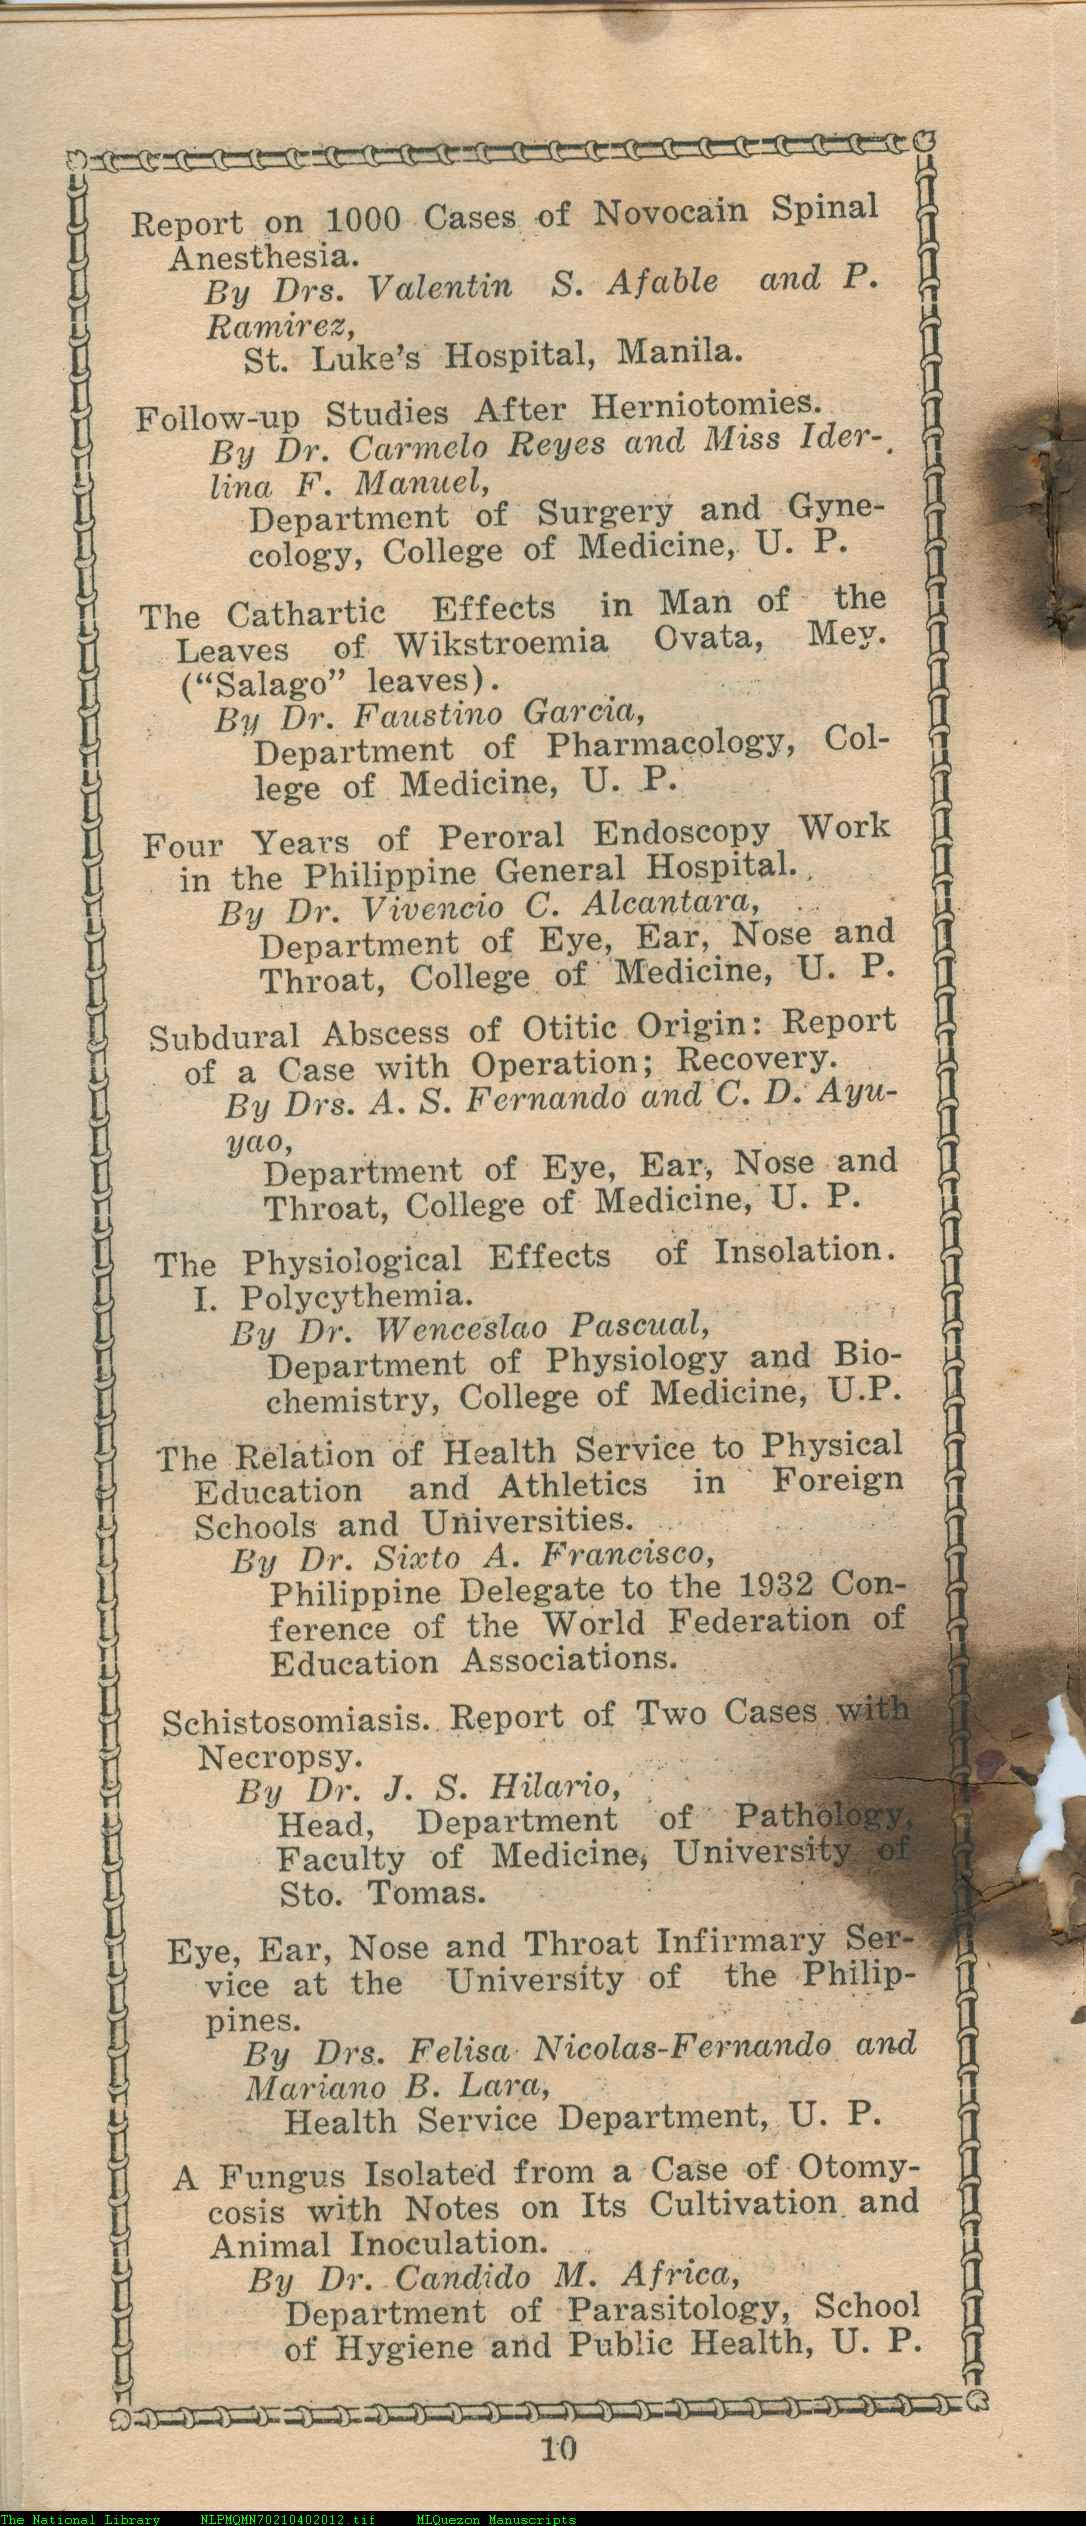 Report on 1000 Cases of Novocain Spinal
Anesthesia.
By Drs. Valentin S. Afable and P.
Ramirez,
St. Luke's Hospital, Manila.
Follow-up Studies After Herniotomies.
By Dr. Carmelo Reyes and Miss Ider-
lina F. Manuel,
Department of Surgery and Gyne-
cology, College of Medicine, U. P.
The Cathartic Effects in Man of the
Leaves of Wikstroemia Ovata, Mey.
("Salago" leaves).
By Dr. Faustino Garcia,
Department of Pharmacology, Col-
lege of Medicine, U. P.
Four Years of Peroral Endoscopy Work
in the Philippine General Hospital.
By Dr. Vivencio C. Alcantara,
Department of Eye, Ear, Nose and
Throat, College of Medicine, U. P.
Subdural Abscess of Otitic Origin: Report
of a Case with Operation; Recovery.
By Drs. A. S. Fernando and C. D. Ayu-
yao,
Department of Eye, Ear, Nose and
Throat, College of Medicine, U. P.
The Physiological Effects of Insolation.
I. Polycythemia.
By Dr. Wenceslao Pascual,
Department of Physiology and Bio-
chemistry, College of Medicine, U.P.
The Relation of Health Service to Physical
Education and Athletics in Foreign
Schools and Universities.
By Dr. Sixto A. Francisco,
Philippine Delegate to the 1932 Con-
ference of the World Federation of
Education Associations.
Schistosomiasis. Report of Two Cases with
Necropsy.
By Dr. J. S. Hilario,
Head, Department of Pathology,
Faculty of Medicine, University of
Sto. Tomas.
Eye, Ear, Nose and Throat Infirmary Ser-
vice at the University of the Philip-
pines.
By Drs. Felisa Nicolas-Fernando and
Mariano B. Lara,
Health Service Department, U. P.
A Fungus Isolated from a Case of Otomy-
cosis with Notes on Its Cultivation and
Animal Inoculation.
By Dr. Candido M. Africa,
Department of Parasitology, School
of Hygiene and Public Health, U. P.
10
The National Library NLPMQMN70210402012.tif MLQuezon Manuscripts